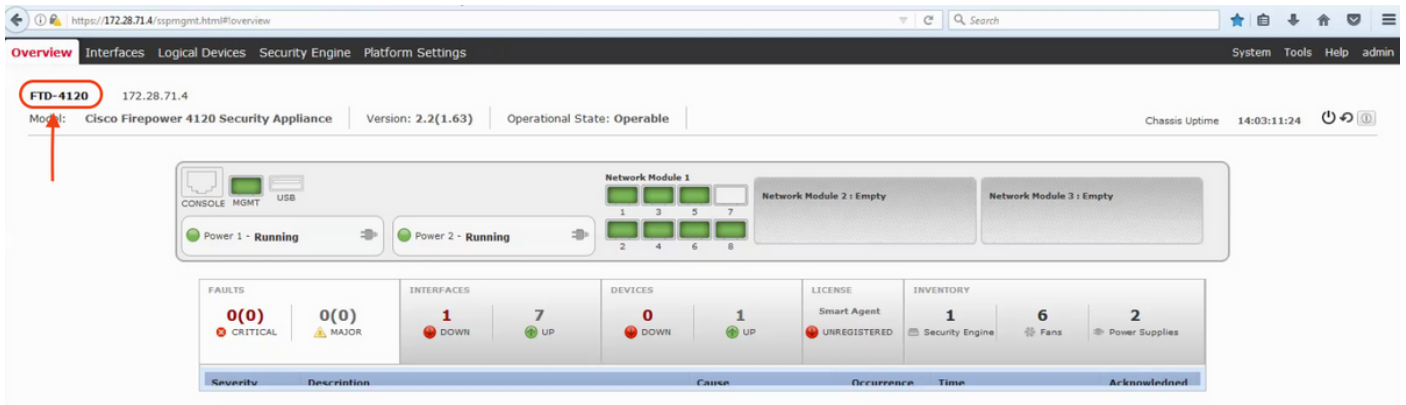 https://172.28.71.4/sspmgmt.html#!overview Search
Overview Interfaces Logical Devices Security Engine Platform Settings System Tools Help admin
FTD-4120 172.28.71.4
Model: Cisco Firepower 4120 Security Appliance Version: 2.2(1.63) Operational State: Operable Chassis Uptime 14:03:11:24
CONSOLE MGMT USB
Power 1 - Running Power 2 - Running
Network Module 1
1 3 5 7
2 4 6 8
Network Module 2 : Empty
Network Module 3 : Empty
FAULTS INTERFACES DEVICES LICENSE INVENTORY
0(0) 0(0) 1 7 0 1 Smart Agent 1 6 2
CRITICAL MAJOR DOWN UP DOWN UP UNREGISTERED Security Engine Fans Power Supplies
Severity Description Cause Occurrence Time Acknowledged